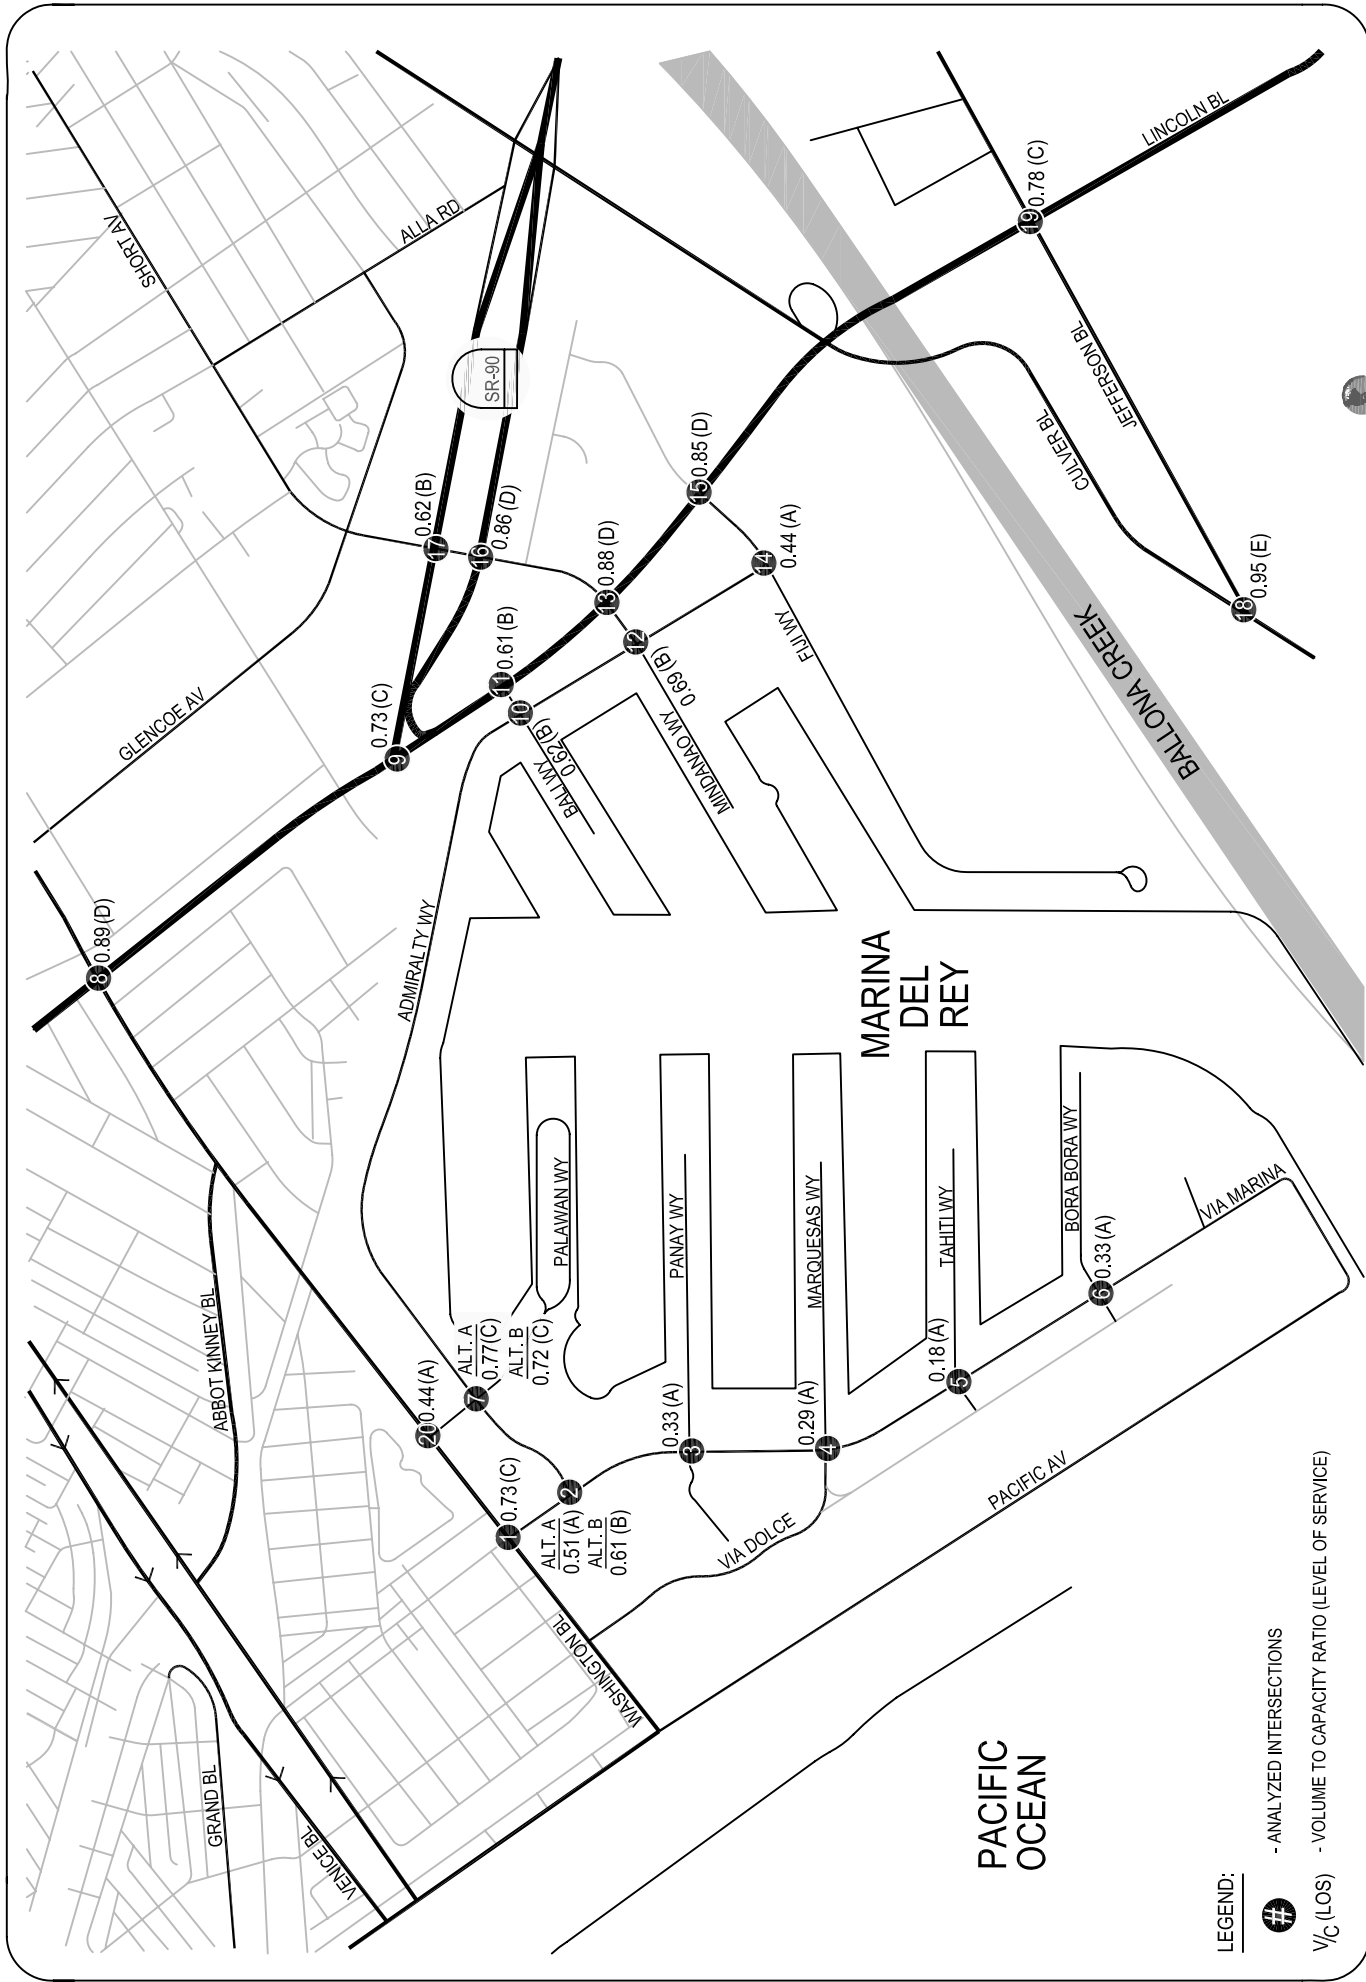 SHORT AV
ALLA RD
SR-90
GLENCOE AV
LINCOLN BL
JEFFERSON BL
CULVER BL
BALLONA CREEK
FIJI WY
MINDANAO WY
BALI WY
ADMIRALTY WY
MARINA
DEL
REY
PALAWAN WY
PANAY WY
MARQUESAS WY
TAHITI WY
BORA BORA WY
VIA MARINA
ABBOT KINNEY BL
VIA DOLCE
PACIFIC AV
WASHINGTON BL
GRAND BL
VENICE BL
PACIFIC
OCEAN
1 0.73 (C)
2
ALT. A
0.51 (A)
ALT. B
0.61 (B)
3 0.33 (A)
4 0.29 (A)
5 0.18 (A)
6 0.33 (A)
7
ALT. A
0.77(C)
ALT. B
0.72 (C)
8 0.89 (D)
9 0.73 (C)
10 0.62 (B)
11 0.61 (B)
12 0.69 (B)
13 0.88 (D)
14 0.44 (A)
15 0.85 (D)
16 0.86 (D)
17 0.62 (B)
18 0.95 (E)
19 0.78 (C)
20 0.44 (A)
LEGEND:
# - ANALYZED INTERSECTIONS
V/C (LOS) - VOLUME TO CAPACITY RATIO (LEVEL OF SERVICE)